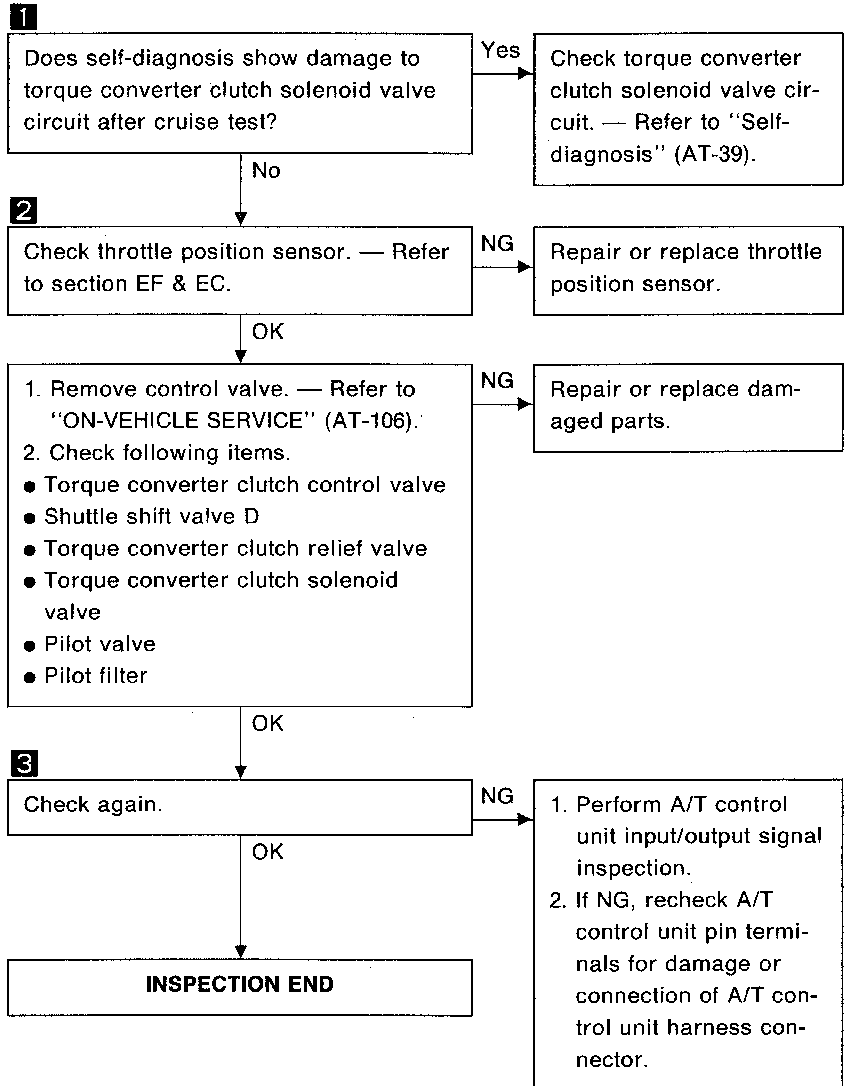 1
Does self-diagnosis show damage to
torque converter clutch solenoid valve
circuit after cruise test?
Yes
Check torque converter
clutch solenoid valve cir-
cuit. — Refer to "Self-
diagnosis" (AT-39).
No
2
Check throttle position sensor. — Refer
to section EF & EC.
NG
Repair or replace throttle
position sensor.
OK
1. Remove control valve. — Refer to
"ON-VEHICLE SERVICE" (AT-106).
2. Check following items.
● Torque converter clutch control valve
● Shuttle shift valve D
● Torque converter clutch relief valve
● Torque converter clutch solenoid
valve
● Pilot valve
● Pilot filter
NG
Repair or replace dam-
aged parts.
OK
3
Check again.
NG
1. Perform A/T control
unit input/output signal
inspection.
2. If NG, recheck A/T
control unit pin termi-
nals for damage or
connection of A/T con-
trol unit harness con-
nector.
OK
INSPECTION END